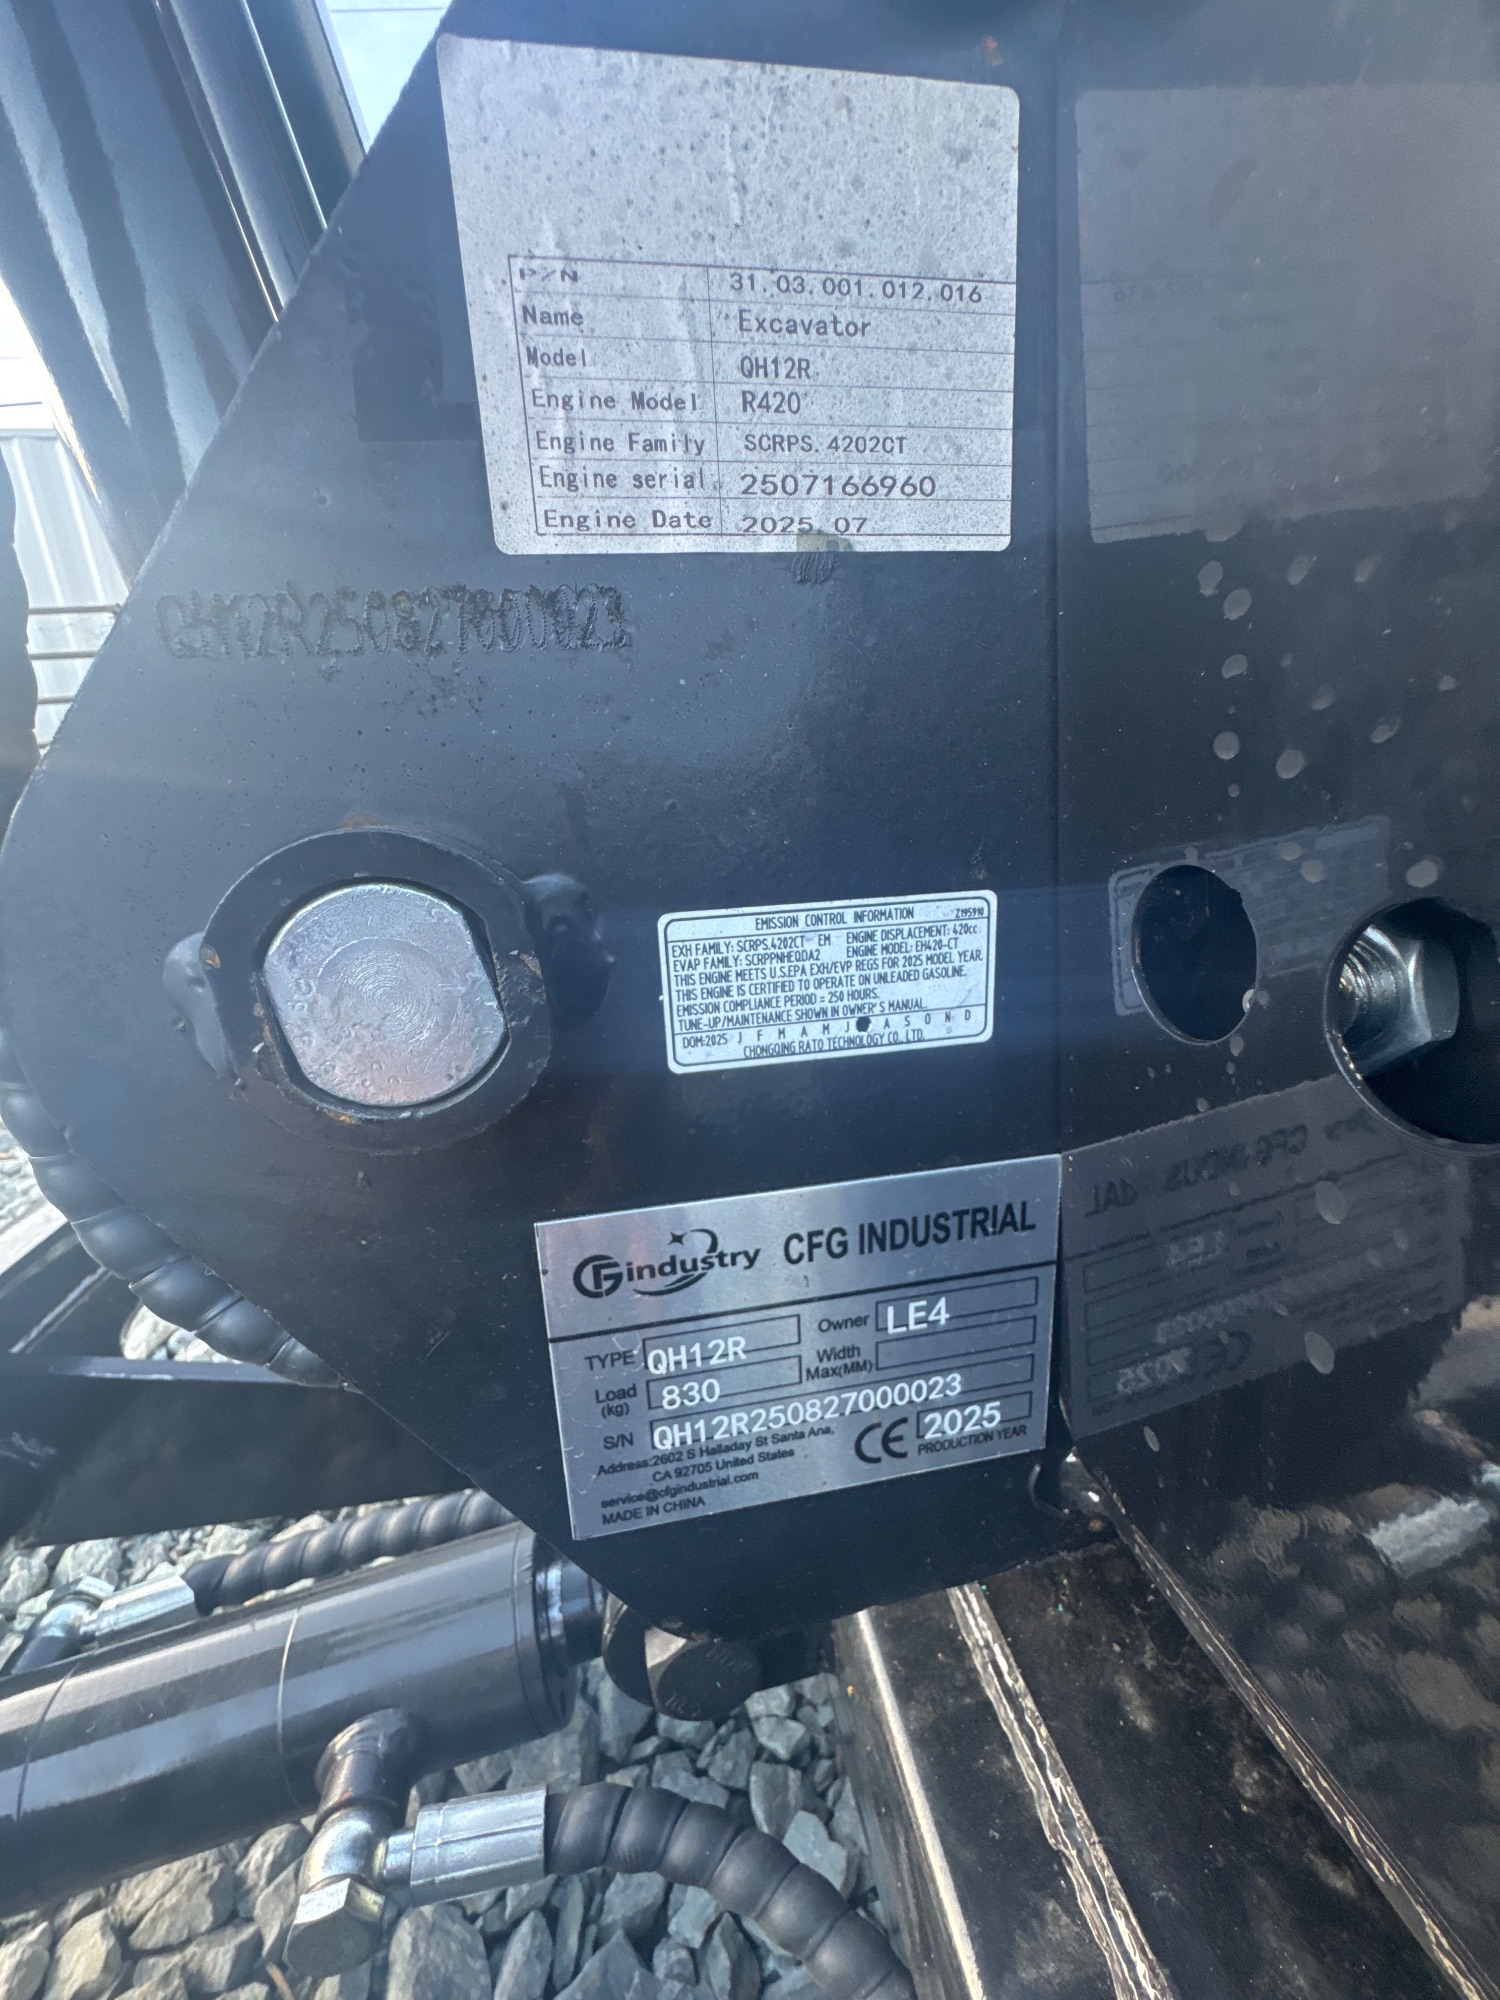 P/N 31.03.001.012.016
Name Excavator
Model QH12R
Engine Model R420
Engine Family SCRPS.4202CT
Engine serial 2507166960
Engine Date 2025.07
QH12R250827000023
EMISSION CONTROL INFORMATION Z195910
EXH FAMILY: SCRPS.4202CT EM ENGINE DISPLACEMENT: 420cc
EVAP FAMILY: SCRPPNHEQDA2 ENGINE MODEL: EH420-CT
THIS ENGINE MEETS U.S.EPA EXH/EVP REGS FOR 2025 MODEL YEAR.
THIS ENGINE IS CERTIFIED TO OPERATE ON UNLEADED GASOLINE.
EMISSION COMPLIANCE PERIOD = 250 HOURS.
TUNE-UP/MAINTENANCE SHOWN IN OWNER'S MANUAL.
DOM:2025 J F M A M J A S O N D
CHONGQING RATO TECHNOLOGY CO., LTD.
CFGindustry CFG INDUSTRIAL
TYPE QH12R Owner LE4
Load (kg) 830 Width Max(MM)
S/N QH12R250827000023
Address:2602 S Halladay St Santa Ana,
CA 92705 United States
CE 2025
PRODUCTION YEAR
service@cfgindustrial.com
MADE IN CHINA